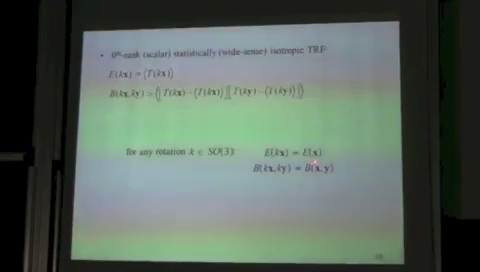 • 0th-rank (scalar) statistically (wide-sense) isotropic TRF:
E(kx) = ⟨T(kx)⟩
B(kx, ky) = ⟨[T(kx) − ⟨T(kx)⟩][T(ky) − ⟨T(ky)⟩]⟩
for any rotation k ∈ SO(3): E(kx) = E(x)
B(kx, ky) = B(x, y)